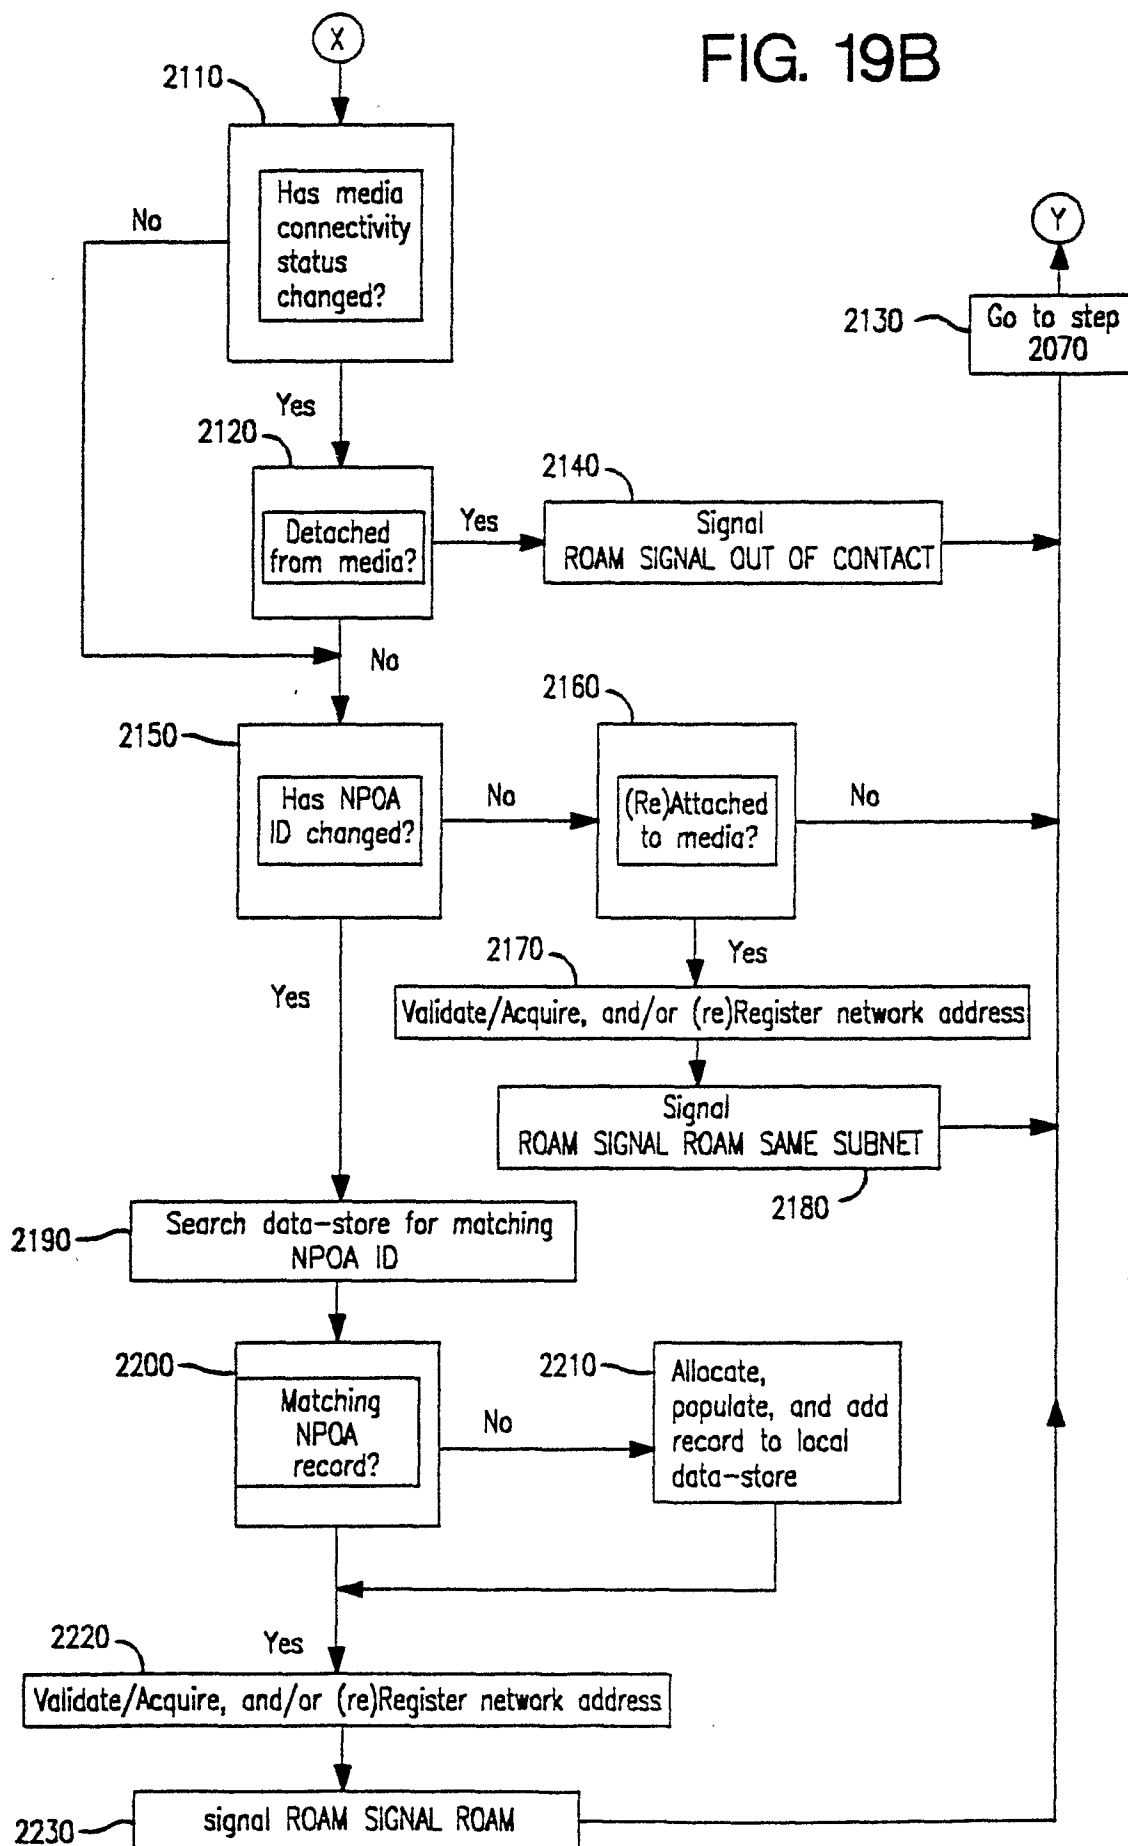 X
FIG. 19B
2110
Has media
connectivity
status
changed?
No
Y
2130
Go to step
2070
Yes
2120
Detached
from media?
Yes
2140
Signal
ROAM SIGNAL OUT OF CONTACT
No
2150
Has NPOA
ID changed?
No
2160
(Re)Attached
to media?
No
Yes
2170
Yes
Validate/Acquire, and/or (re)Register network address
Signal
ROAM SIGNAL ROAM SAME SUBNET
2180
2190
Search data-store for matching
NPOA ID
2200
Matching
NPOA
record?
No
2210
Allocate,
populate, and add
record to local
data-store
2220
Yes
Validate/Acquire, and/or (re)Register network address
2230
signal ROAM SIGNAL ROAM